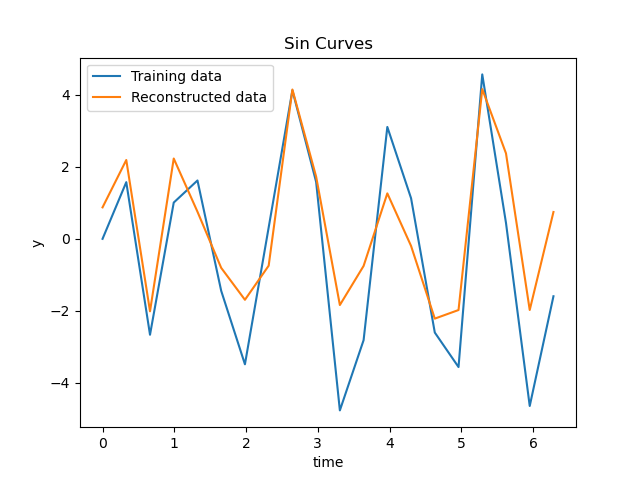 Sin Curves
Training data
Reconstructed data
4
2
0
−2
−4
y
0 1 2 3 4 5 6
time